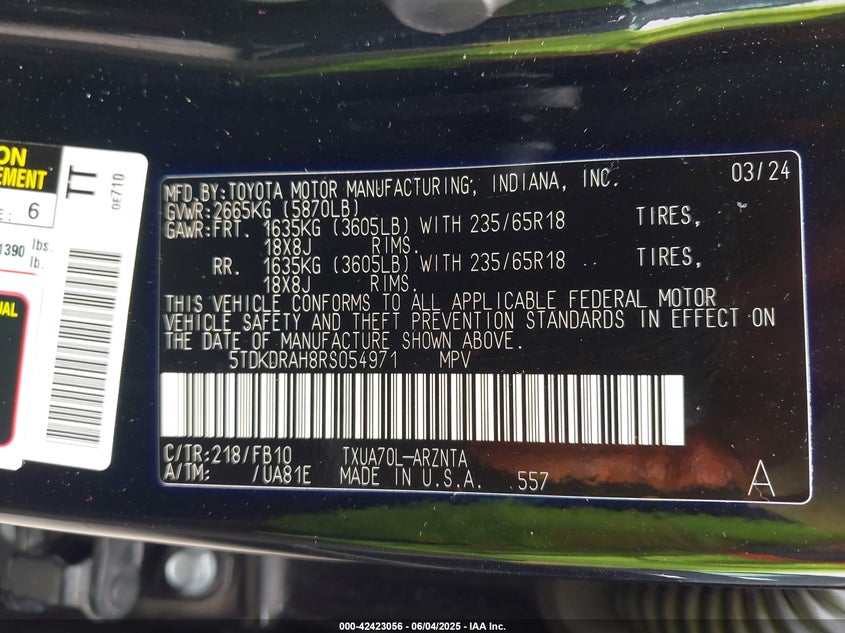 ON
EMENT
E: 6
1390 lbs.
lb.
UAL
TT
0E710
MFD.BY:TOYOTA MOTOR MANUFACTURING, INDIANA, INC. 03/24
GVWR:2665KG (5870LB)
GAWR:FRT. 1635KG (3605LB) WITH 235/65R18 TIRES,
18X8J RIMS.
RR. 1635KG (3605LB) WITH 235/65R18 TIRES,
18X8J RIMS.
THIS VEHICLE CONFORMS TO ALL APPLICABLE FEDERAL MOTOR
VEHICLE SAFETY AND THEFT PREVENTION STANDARDS IN EFFECT ON
THE DATE OF MANUFACTURE SHOWN ABOVE.
5TDKDRAH8RS054971 MPV
C/TR:218/FB10 TXUA70L-ARZNTA
A/TM: /UA81E MADE IN U.S.A. 557 A
000-42423056 - 06/04/2025 - IAA Inc.